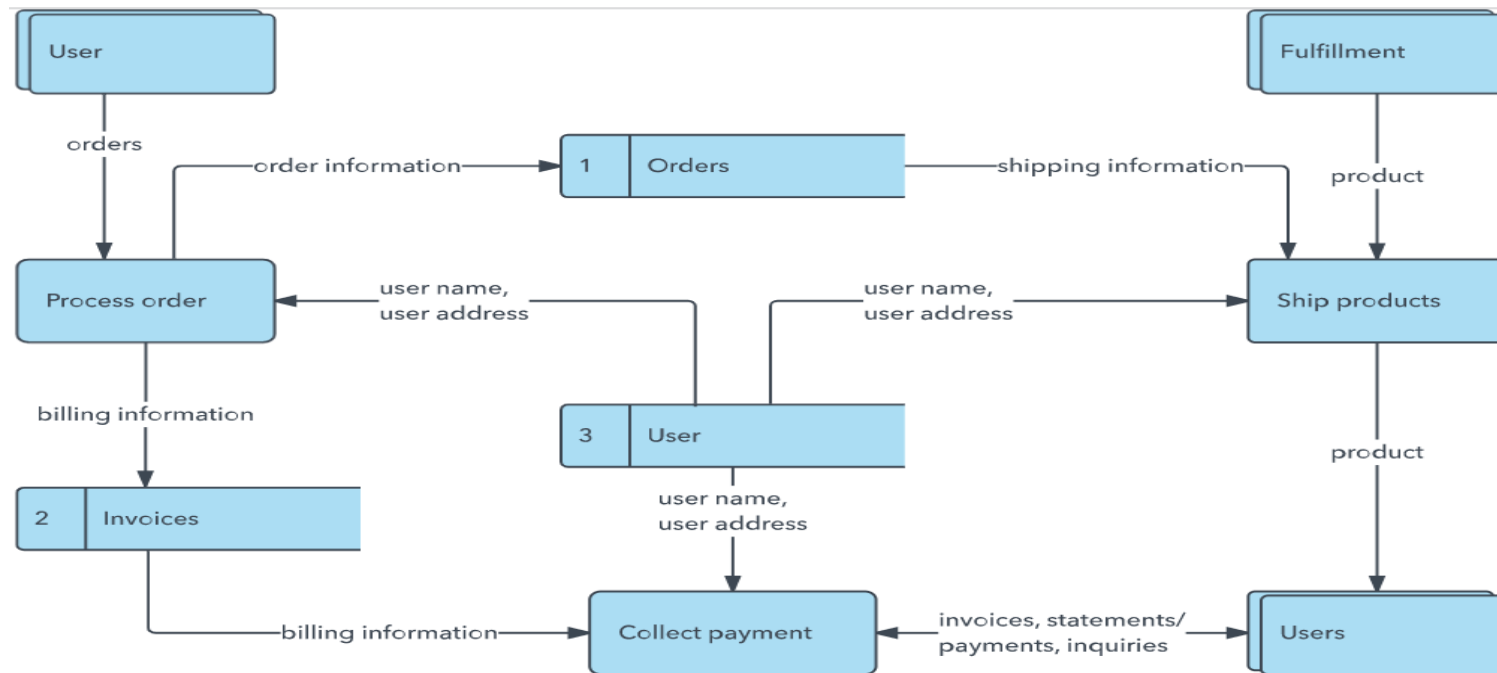 User
Fulfillment
orders
order information
1
Orders
shipping information
product
Process order
user name,
user address
user name,
user address
Ship products
billing information
3
User
product
2
Invoices
user name,
user address
billing information
Collect payment
invoices, statements/
payments, inquiries
Users